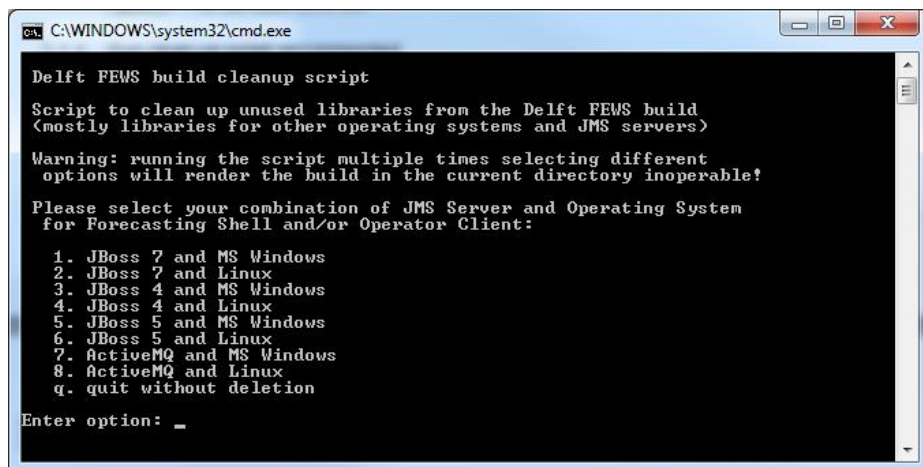 C:\WINDOWS\system32\cmd.exe
Delft FEWS build cleanup script
Script to clean up unused libraries from the Delft FEWS build
(mostly libraries for other operating systems and JMS servers)
Warning: running the script multiple times selecting different
options will render the build in the current directory inoperable!
Please select your combination of JMS Server and Operating System
for Forecasting Shell and/or Operator Client:
1. JBoss 7 and MS Windows
2. JBoss 7 and Linux
3. JBoss 4 and MS Windows
4. JBoss 4 and Linux
5. JBoss 5 and MS Windows
6. JBoss 5 and Linux
7. ActiveMQ and MS Windows
8. ActiveMQ and Linux
q. quit without deletion
Enter option: _